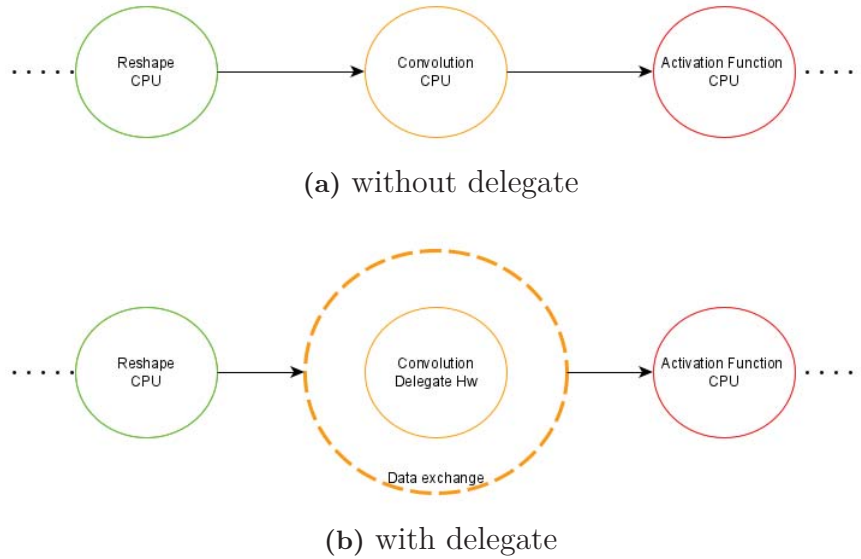 Reshape
CPU
Convolution
CPU
Activation Function
CPU
(a) without delegate
Reshape
CPU
Convolution
Delegate Hw
Activation Function
CPU
Data exchange
(b) with delegate